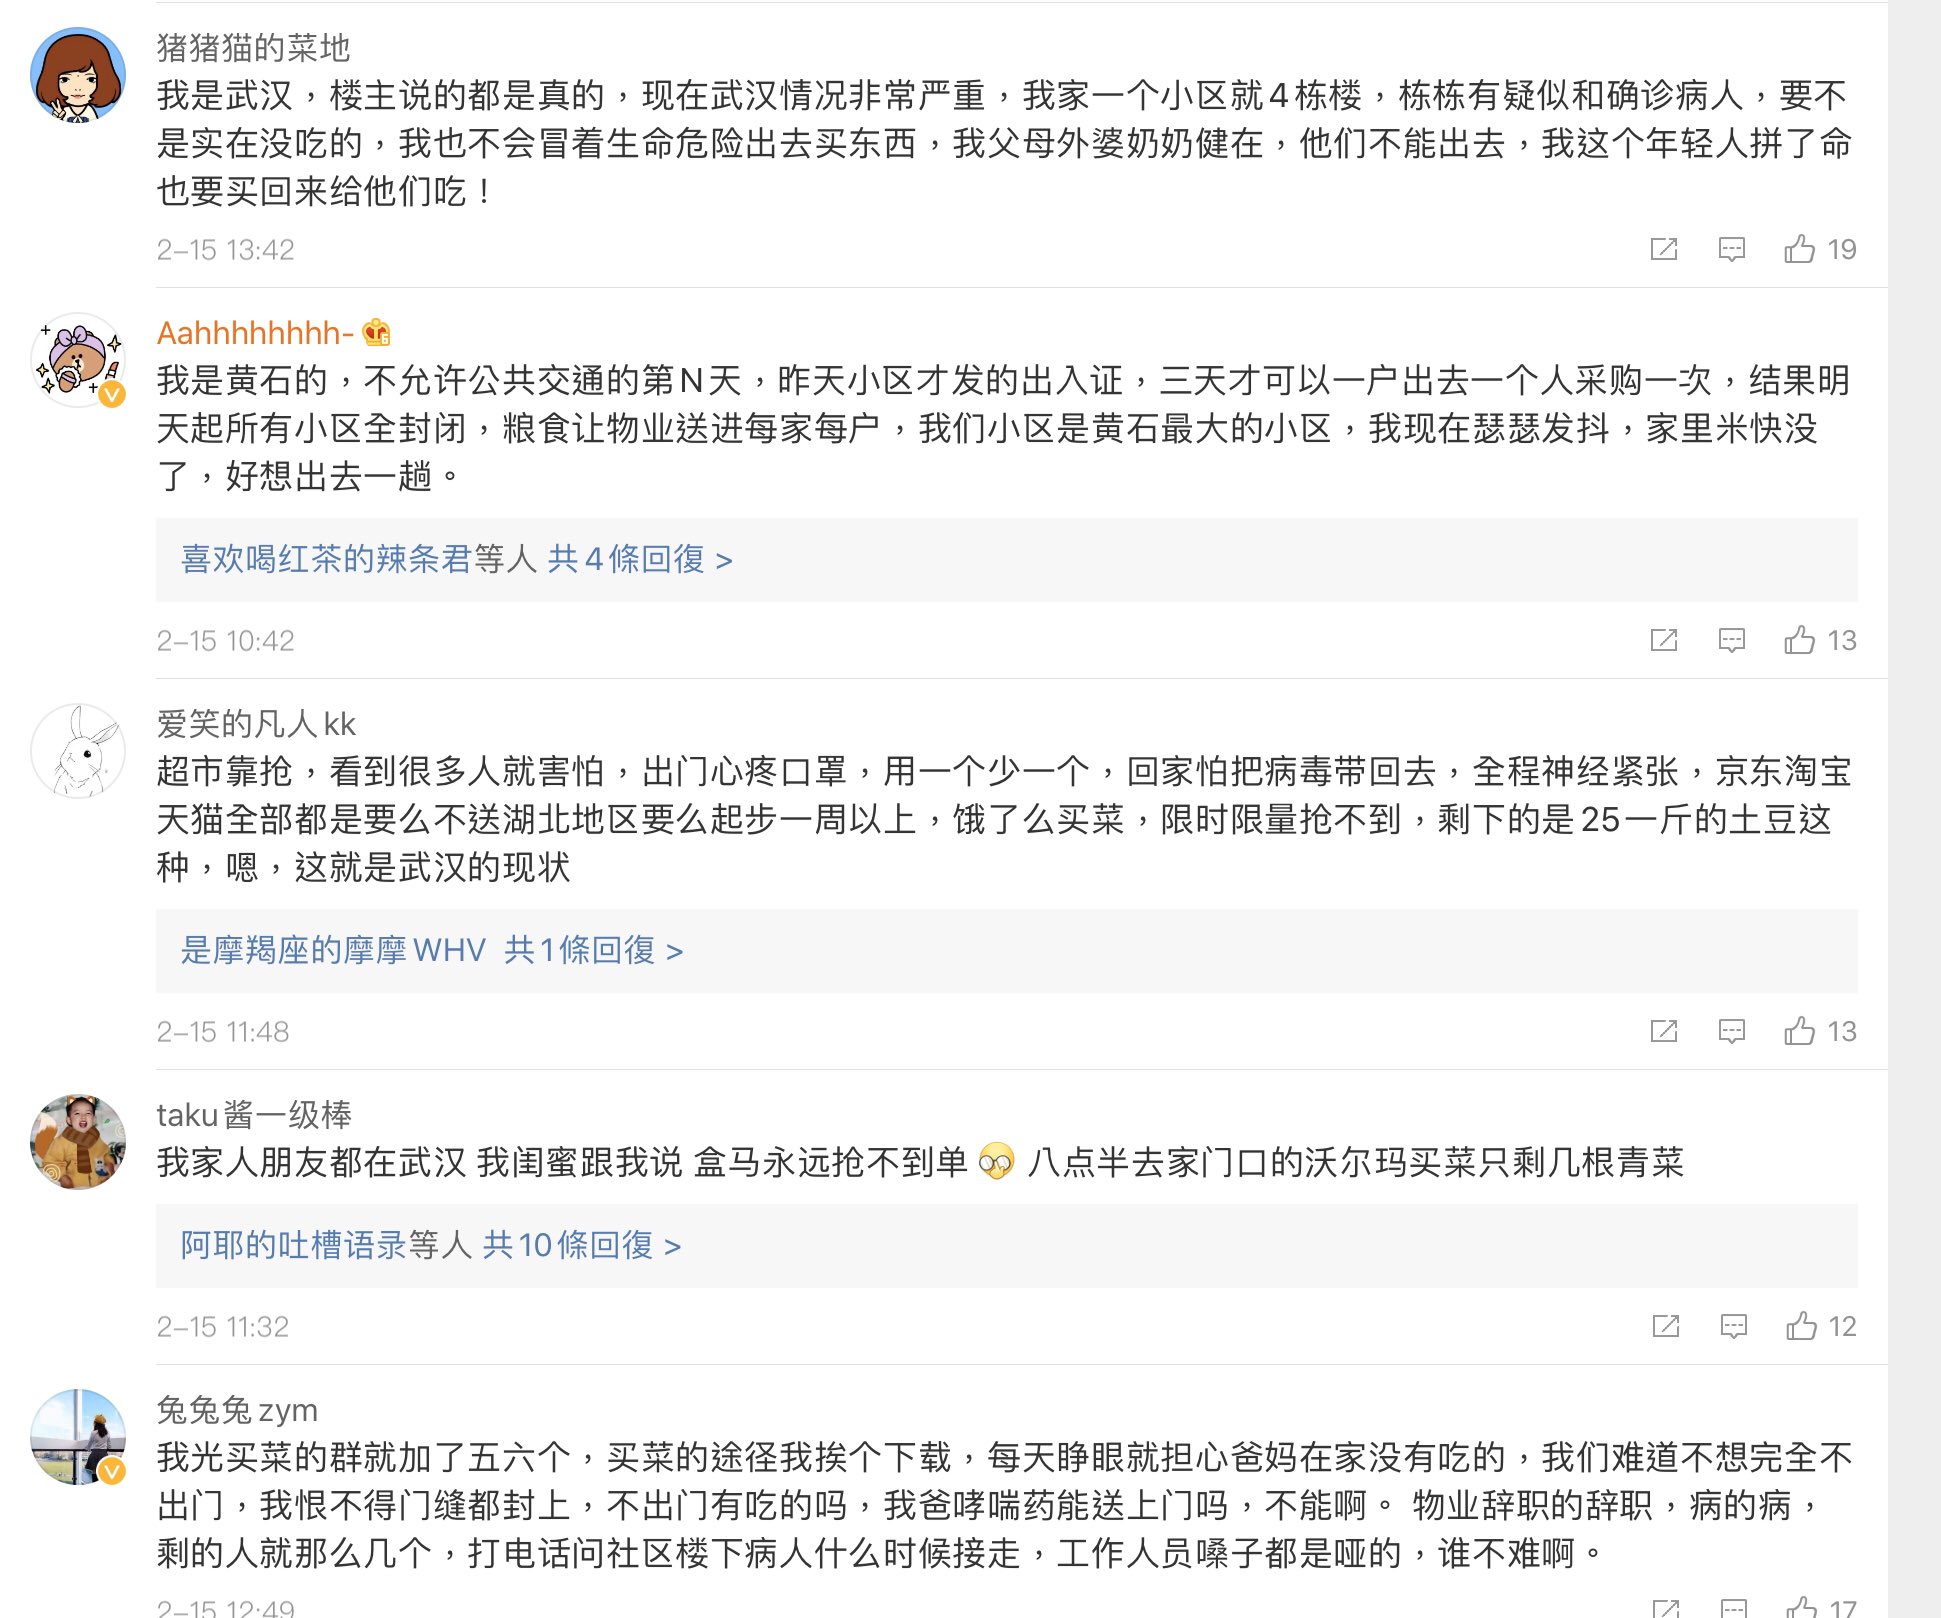 猪猪猫的菜地
我是武汉，楼主说的都是真的，现在武汉情况非常严重，我家一个小区就4栋楼，栋栋有疑似和确诊病人，要不
是实在没吃的，我也不会冒着生命危险出去买东西，我父母外婆奶奶健在，他们不能出去，我这个年轻人拼了命
也要买回来给他们吃！
2-15 13:42
19
Aahhhhhhhh-
我是黄石的，不允许公共交通的第N天，昨天小区才发的出入证，三天才可以一户出去一个人采购一次，结果明
天起所有小区全封闭，粮食让物业送进每家每户，我们小区是黄石最大的小区，我现在瑟瑟发抖，家里米快没
了，好想出去一趟。
喜欢喝红茶的辣条君等人 共4條回復 >
2-15 10:42
13
爱笑的凡人kk
超市靠抢，看到很多人就害怕，出门心疼口罩，用一个少一个，回家怕把病毒带回去，全程神经紧张，京东淘宝
天猫全部都是要么不送湖北地区要么起步一周以上，饿了么买菜，限时限量抢不到，剩下的是25一斤的土豆这
种，嗯，这就是武汉的现状
是摩羯座的摩摩WHV 共1條回復 >
2-15 11:48
13
taku酱一级棒
我家人朋友都在武汉 我闺蜜跟我说 盒马永远抢不到单 八点半去家门口的沃尔玛买菜只剩几根青菜
阿耶的吐槽语录等人 共10條回復 >
2-15 11:32
12
兔兔兔zym
我光买菜的群就加了五六个，买菜的途径我挨个下载，每天睁眼就担心爸妈在家没有吃的，我们难道不想完全不
出门，我恨不得门缝都封上，不出门有吃的吗，我爸哮喘药能送上门吗，不能啊。 物业辞职的辞职，病的病，
剩的人就那么几个，打电话问社区楼下病人什么时候接走，工作人员嗓子都是哑的，谁不难啊。
2-15 12:49
17